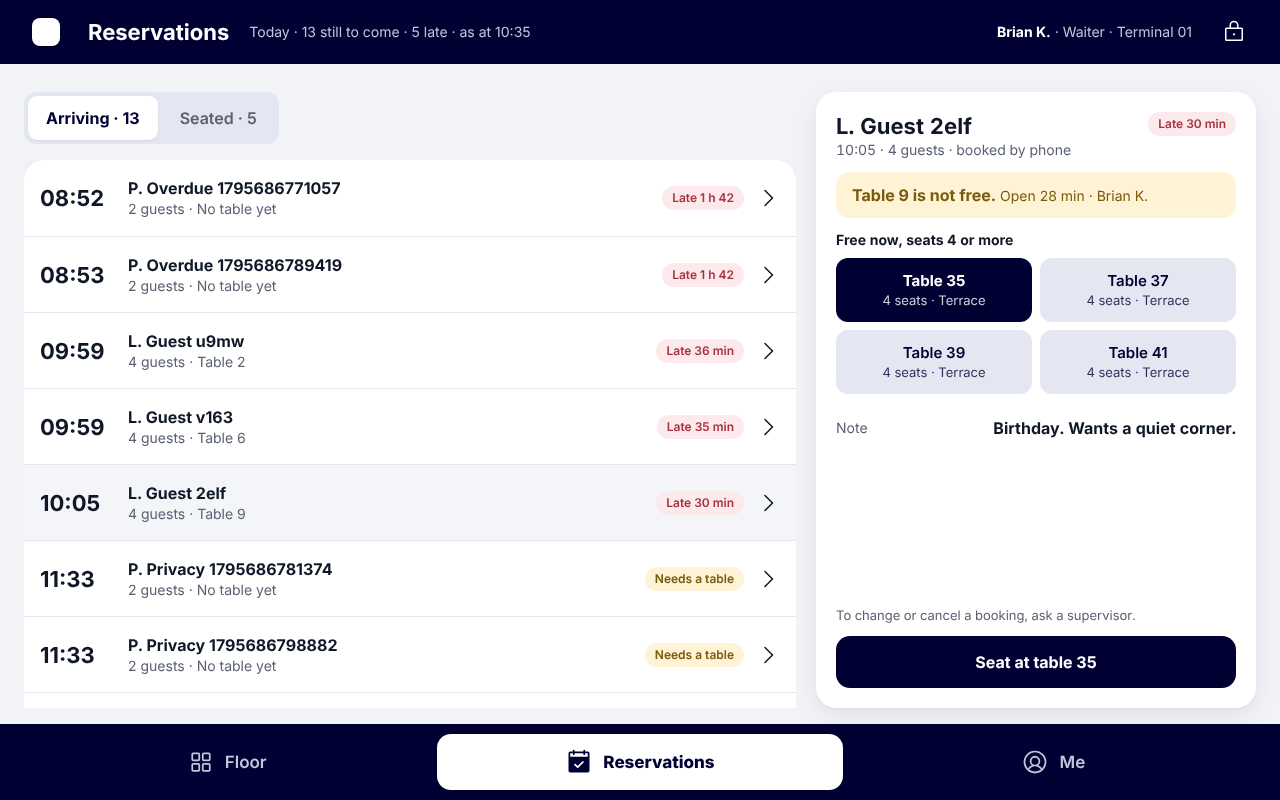 Reservations
Today · 13 still to come · 5 late · as at 10:35
Brian K. · Waiter · Terminal 01
Arriving · 13
Seated · 5
08:52
P. Overdue 1795686771057
2 guests · No table yet
Late 1 h 42
08:53
P. Overdue 1795686789419
2 guests · No table yet
Late 1 h 42
09:59
L. Guest u9mw
4 guests · Table 2
Late 36 min
09:59
L. Guest v163
4 guests · Table 6
Late 35 min
10:05
L. Guest 2elf
4 guests · Table 9
Late 30 min
11:33
P. Privacy 1795686781374
2 guests · No table yet
Needs a table
11:33
P. Privacy 1795686798882
2 guests · No table yet
Needs a table
L. Guest 2elf
Late 30 min
10:05 · 4 guests · booked by phone
Table 9 is not free. Open 28 min · Brian K.
Free now, seats 4 or more
Table 35
4 seats · Terrace
Table 37
4 seats · Terrace
Table 39
4 seats · Terrace
Table 41
4 seats · Terrace
Note
Birthday. Wants a quiet corner.
To change or cancel a booking, ask a supervisor.
Seat at table 35
Floor
Reservations
Me